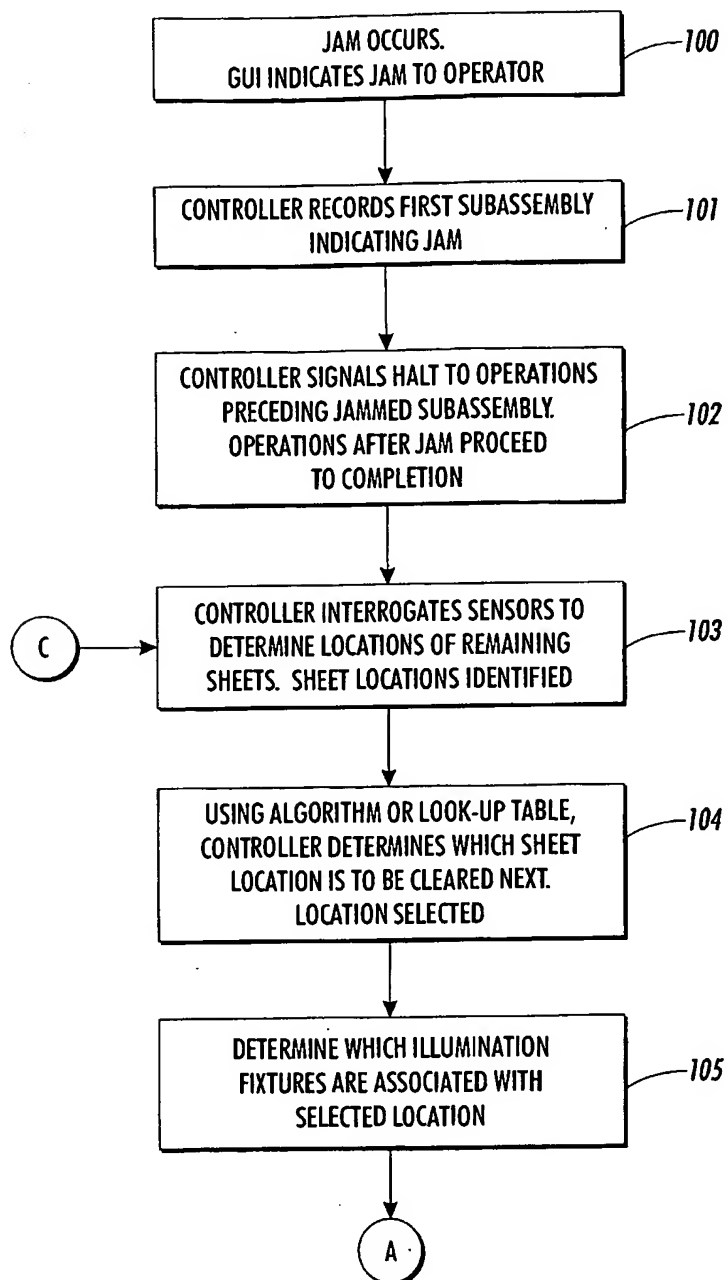 JAM OCCURS.
GUI INDICATES JAM TO OPERATOR
100
CONTROLLER RECORDS FIRST SUBASSEMBLY
INDICATING JAM
101
CONTROLLER SIGNALS HALT TO OPERATIONS
PRECEDING JAMMED SUBASSEMBLY.
OPERATIONS AFTER JAM PROCEED
TO COMPLETION
102
C
CONTROLLER INTERROGATES SENSORS TO
DETERMINE LOCATIONS OF REMAINING
SHEETS. SHEET LOCATIONS IDENTIFIED
103
USING ALGORITHM OR LOOK-UP TABLE,
CONTROLLER DETERMINES WHICH SHEET
LOCATION IS TO BE CLEARED NEXT.
LOCATION SELECTED
104
DETERMINE WHICH ILLUMINATION
FIXTURES ARE ASSOCIATED WITH
SELECTED LOCATION
105
A